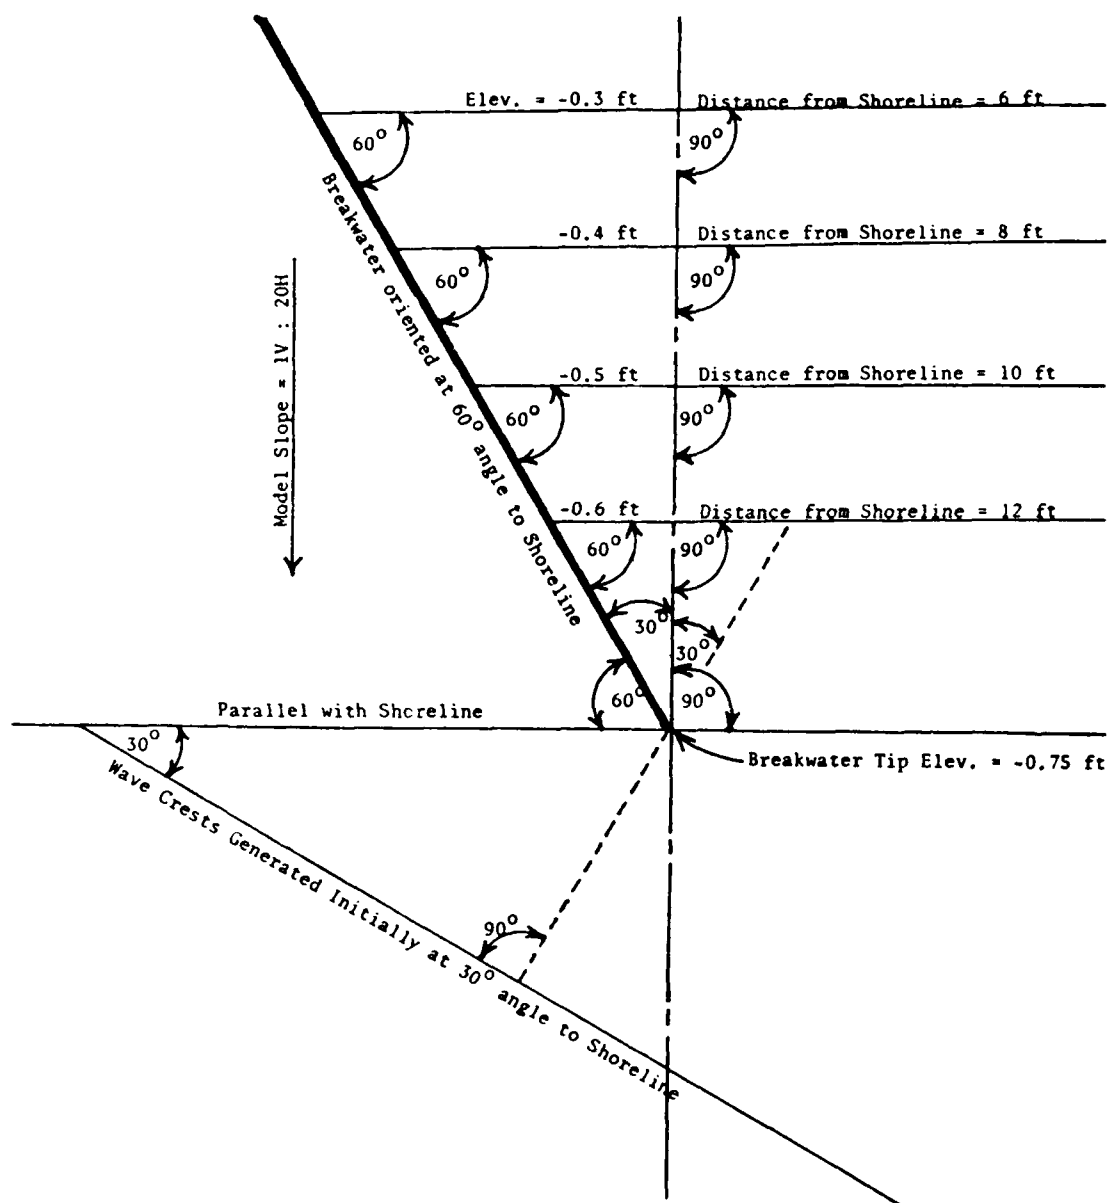 Elev. = -0.3 ft Distance from Shoreline = 6 ft
60° 90°
-0.4 ft Distance from Shoreline = 8 ft
60° 90°
-0.5 ft Distance from Shoreline = 10 ft
60° 90°
-0.6 ft Distance from Shoreline = 12 ft
60° 90°
30° 30°
60° 90°
Breakwater oriented at 60° angle to Shoreline
Model Slope = 1V : 20H
Parallel with Shoreline
Breakwater Tip Elev. = -0.75 ft
30°
Wave Crests Generated Initially at 30° angle to Shoreline
90°